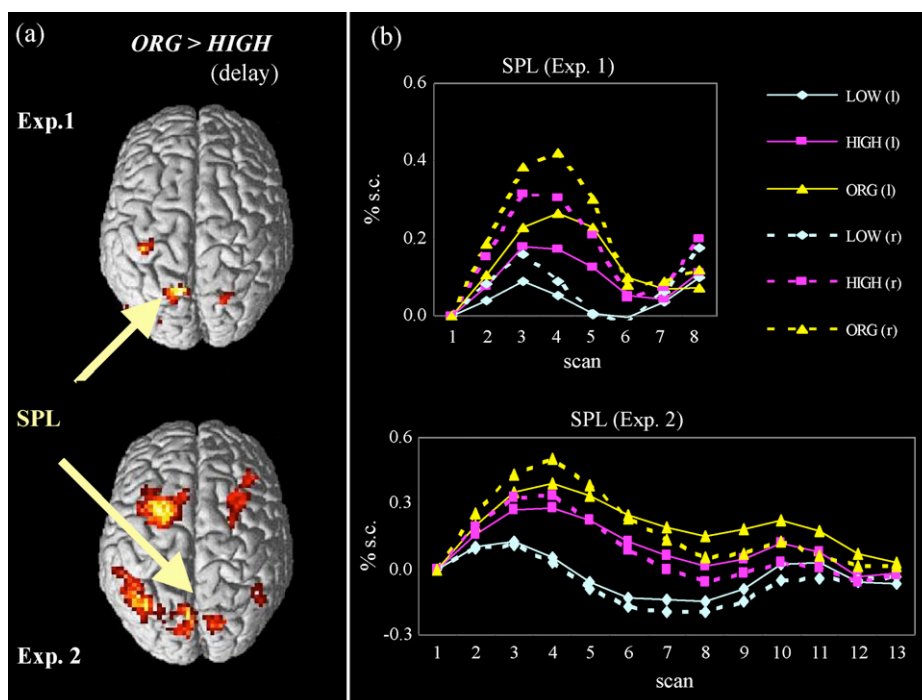 (a)
ORG > HIGH
(delay)
Exp.1
SPL
Exp. 2
(b)
SPL (Exp. 1)
0.6
0.4
0.2
0.0
% s.c.
1 2 3 4 5 6 7 8
scan
LOW (l)
HIGH (l)
ORG (l)
LOW (r)
HIGH (r)
ORG (r)
SPL (Exp. 2)
0.6
0.3
0.0
-0.3
% s.c.
1 2 3 4 5 6 7 8 9 10 11 12 13
scan